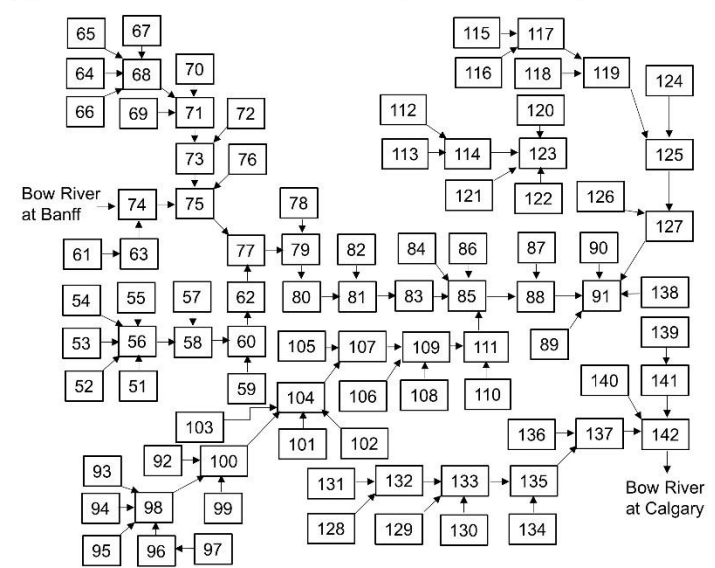 65 67 115 117
64 68 70 116 118 119 124
66 69 71 72 112 120
73 76 113 114 123 125
Bow River
at Banff
74 75 78 121 122 126 127
61 63 77 79 82 84 86 87 90
54 55 57 62 80 81 83 85 88 91 138
53 56 58 60 105 107 109 111 89 139
52 51 59 104 106 108 110 140 141
103 101 102 136 137 142
93 92 100 131 132 133 135
Bow River
at Calgary
94 98 99 128 129 130 134
95 96 97